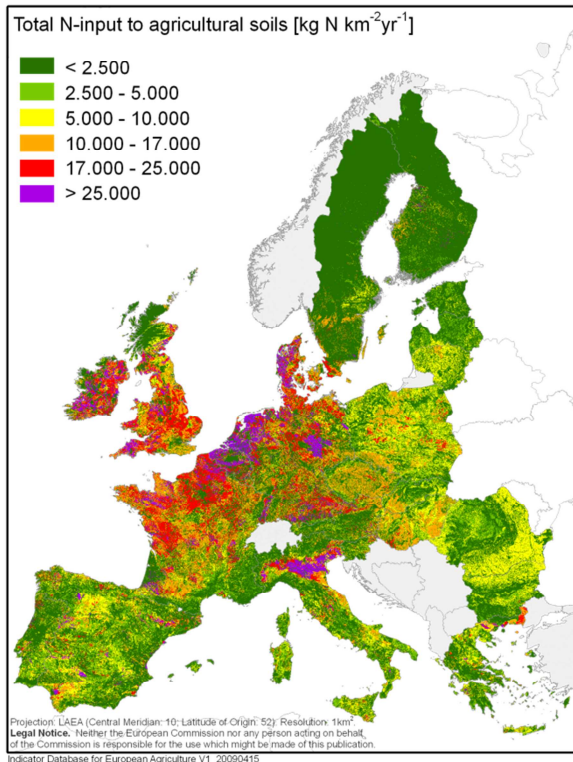 Total N-input to agricultural soils [kg N km⁻²yr⁻¹]
< 2.500
2.500 - 5.000
5.000 - 10.000
10.000 - 17.000
17.000 - 25.000
> 25.000
Projection: LAEA (Central Meridian: 10; Latitude of Origin: 52). Resolution: 1km².
Legal Notice. Neither the European Commission nor any person acting on behalf
of the Commission is responsible for the use which might be made of this publication.
Indicator Database for European Agriculture V1_20090415